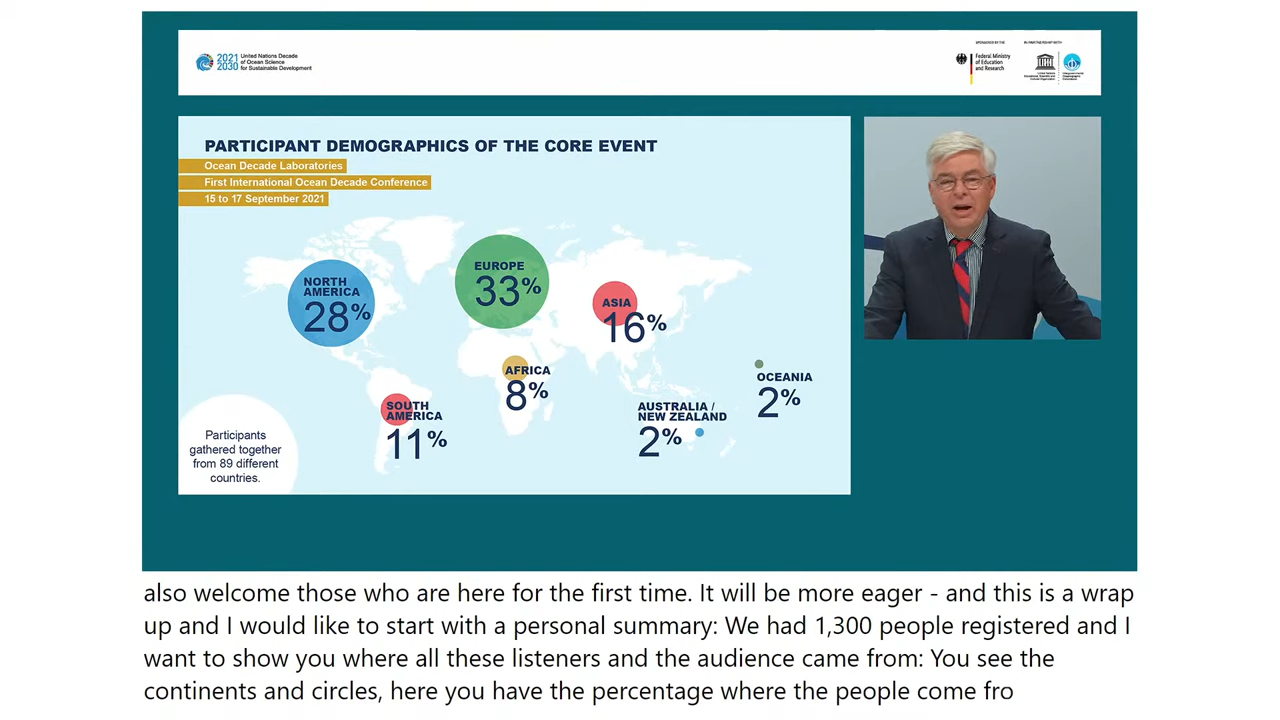 2021
2030
United Nations Decade
of Ocean Science
for Sustainable Development
SPONSORED BY THE
Federal Ministry
of Education
and Research
IN PARTNERSHIP WITH
PARTICIPANT DEMOGRAPHICS OF THE CORE EVENT
Ocean Decade Laboratories
First International Ocean Decade Conference
15 to 17 September 2021
NORTH
AMERICA
28%
EUROPE
33%
ASIA
16%
AFRICA
8%
OCEANIA
2%
SOUTH
AMERICA
11%
AUSTRALIA /
NEW ZEALAND
2%
Participants
gathered together
from 89 different
countries.
also welcome those who are here for the first time. It will be more eager - and this is a wrap
up and I would like to start with a personal summary: We had 1,300 people registered and I
want to show you where all these listeners and the audience came from: You see the
continents and circles, here you have the percentage where the people come fro